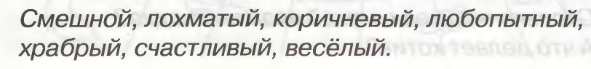 Смешной, лохматый, коричневый, любопытный,
храбрый, счастливый, весёлый.